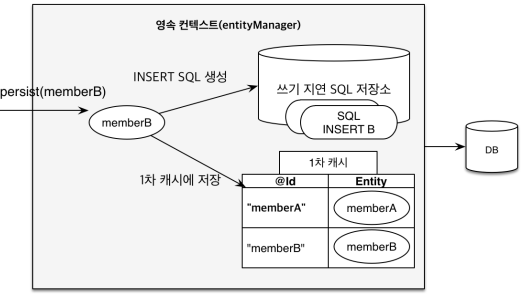 영속 컨텍스트(entityManager)
INSERT SQL 생성
쓰기 지연 SQL 저장소
persist(memberB)
memberB
SQL
INSERT B
DB
1차 캐시
1차 캐시에 저장
@Id Entity
"memberA" memberA
"memberB" memberB